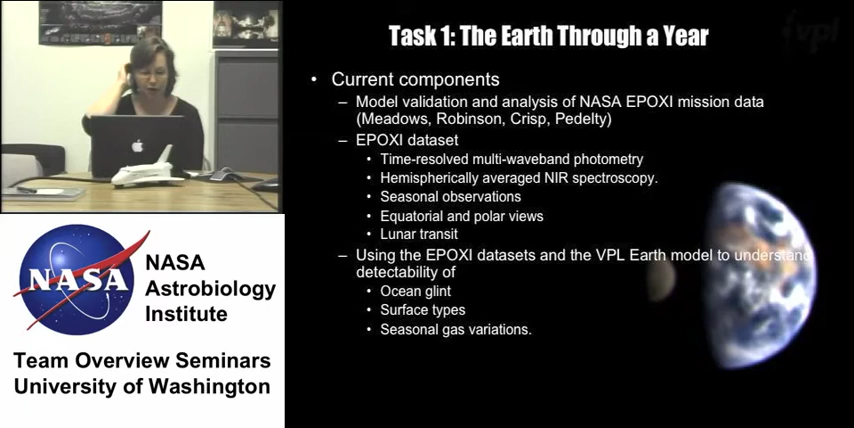 Task 1: The Earth Through a Year
vpl
• Current components
– Model validation and analysis of NASA EPOXI mission data
(Meadows, Robinson, Crisp, Pedelty)
– EPOXI dataset
• Time-resolved multi-waveband photometry
• Hemispherically averaged NIR spectroscopy.
• Seasonal observations
• Equatorial and polar views
• Lunar transit
– Using the EPOXI datasets and the VPL Earth model to understand
detectability of
• Ocean glint
• Surface types
• Seasonal gas variations.
NASA
NASA
Astrobiology
Institute
Team Overview Seminars
University of Washington